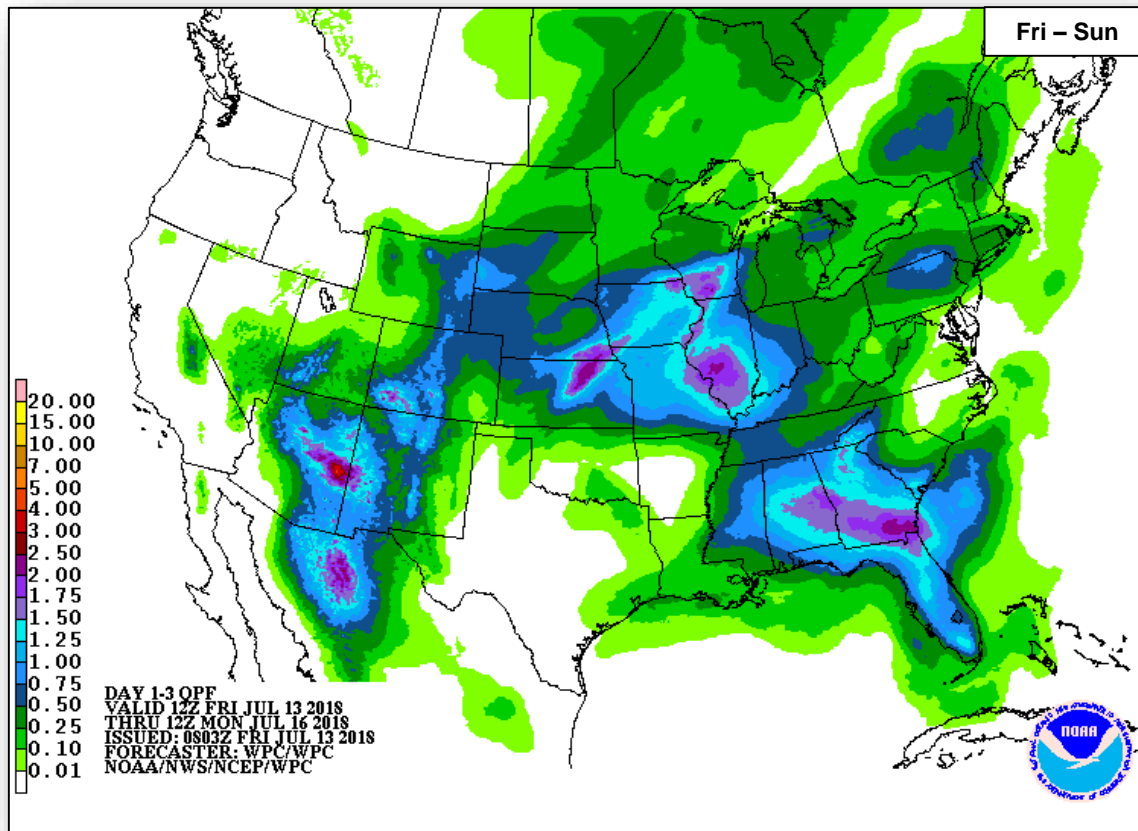 Fri – Sun
20.00
15.00
10.00
7.00
5.00
4.00
3.00
2.50
2.00
1.75
1.50
1.25
1.00
0.75
0.50
0.25
0.10
0.01
DAY 1-3 QPF
VALID 12Z FRI JUL 13 2018
THRU 12Z MON JUL 16 2018
ISSUED: 0803Z FRI JUL 13 2018
FORECASTER: WPC/WPC
NOAA/NWS/NCEP/WPC
NOAA